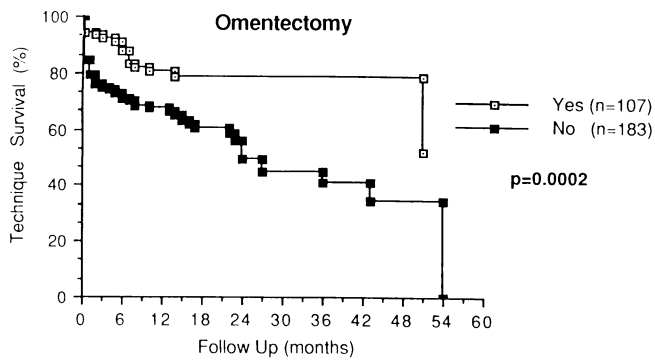 Omentectomy
Technique Survival (%)
100
80
60
40
20
0
0 6 12 18 24 30 36 42 48 54 60
Follow Up (months)
Yes (n=107)
No (n=183)
p=0.0002